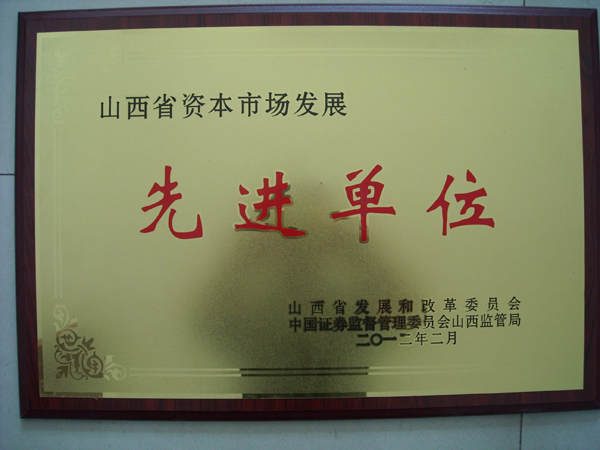 山西省资本市场发展
先进单位
山西省发展和改革委员会
中国证券监督管理委员会山西监管局
二〇一二年二月